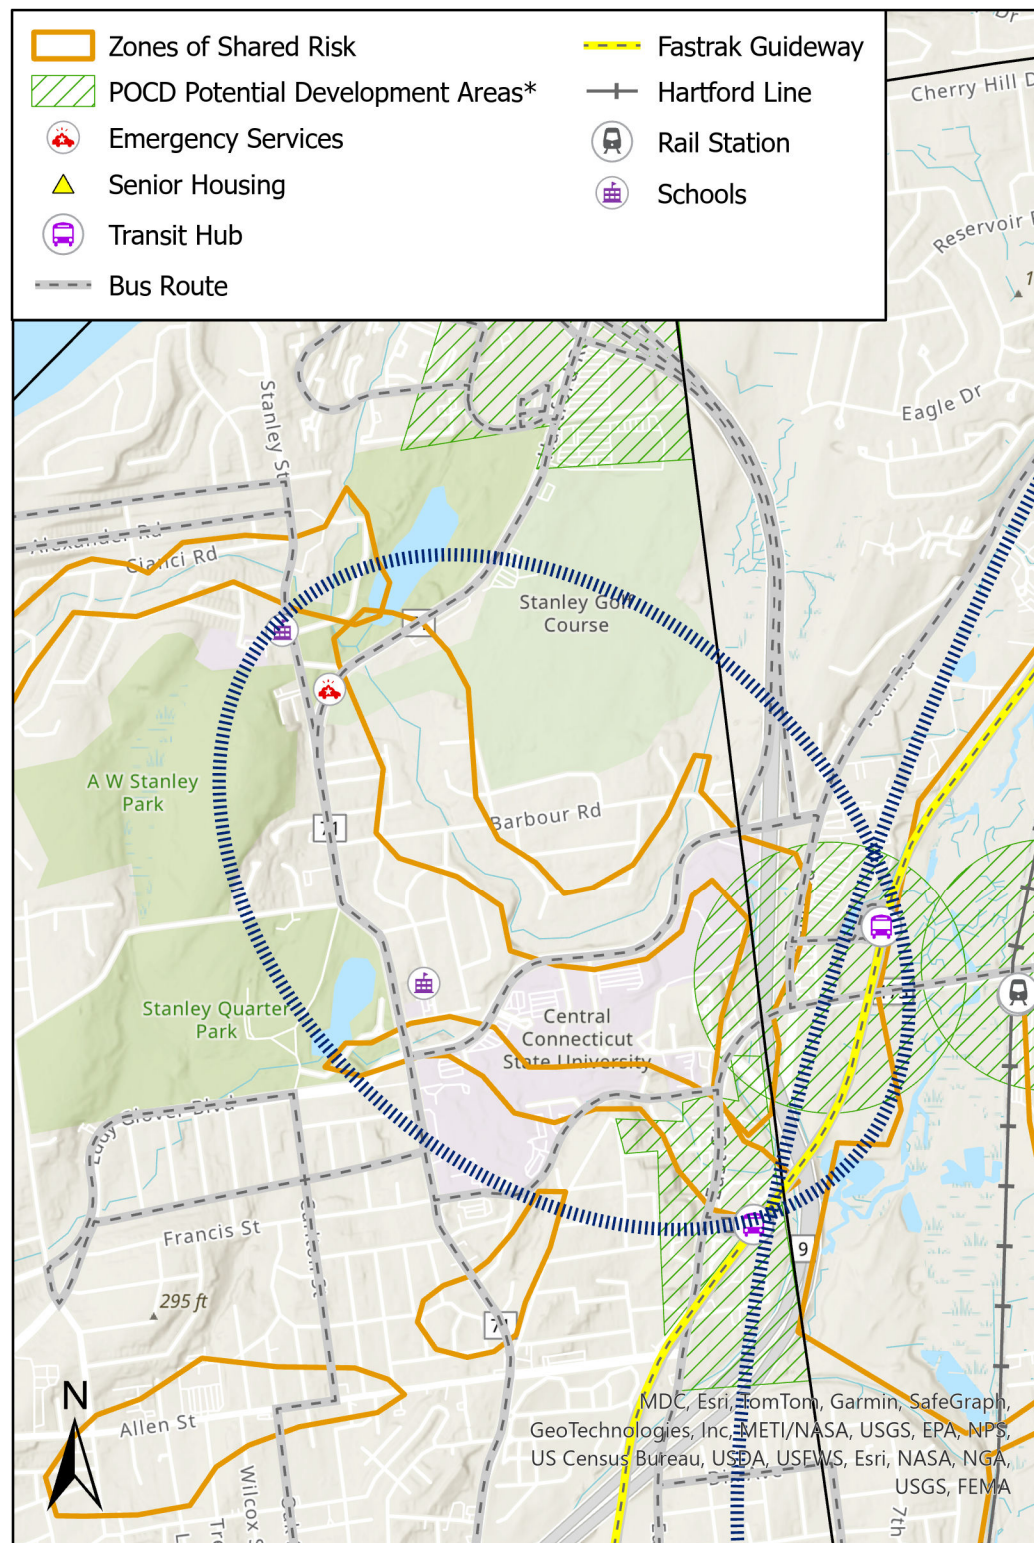 Zones of Shared Risk
POCD Potential Development Areas*
Emergency Services
Senior Housing
Transit Hub
Bus Route
Fastrak Guideway
Hartford Line
Rail Station
Schools
Dr
Cherry Hill D
Reservoir
1
Eagle Dr
Stanley St
Alexander Rd
Cianci Rd
Stanley Golf
Course
A W Stanley
Park
71
Barbour Rd
Stanley Quarter
Park
Central
Connecticut
State University
Francis St
295 ft
9
71
N
Allen St
Wilcox S
7th
MDC, Esri, TomTom, Garmin, SafeGraph,
GeoTechnologies, Inc, METI/NASA, USGS, EPA, NPS,
US Census Bureau, USDA, USFWS, Esri, NASA, NGA,
USGS, FEMA